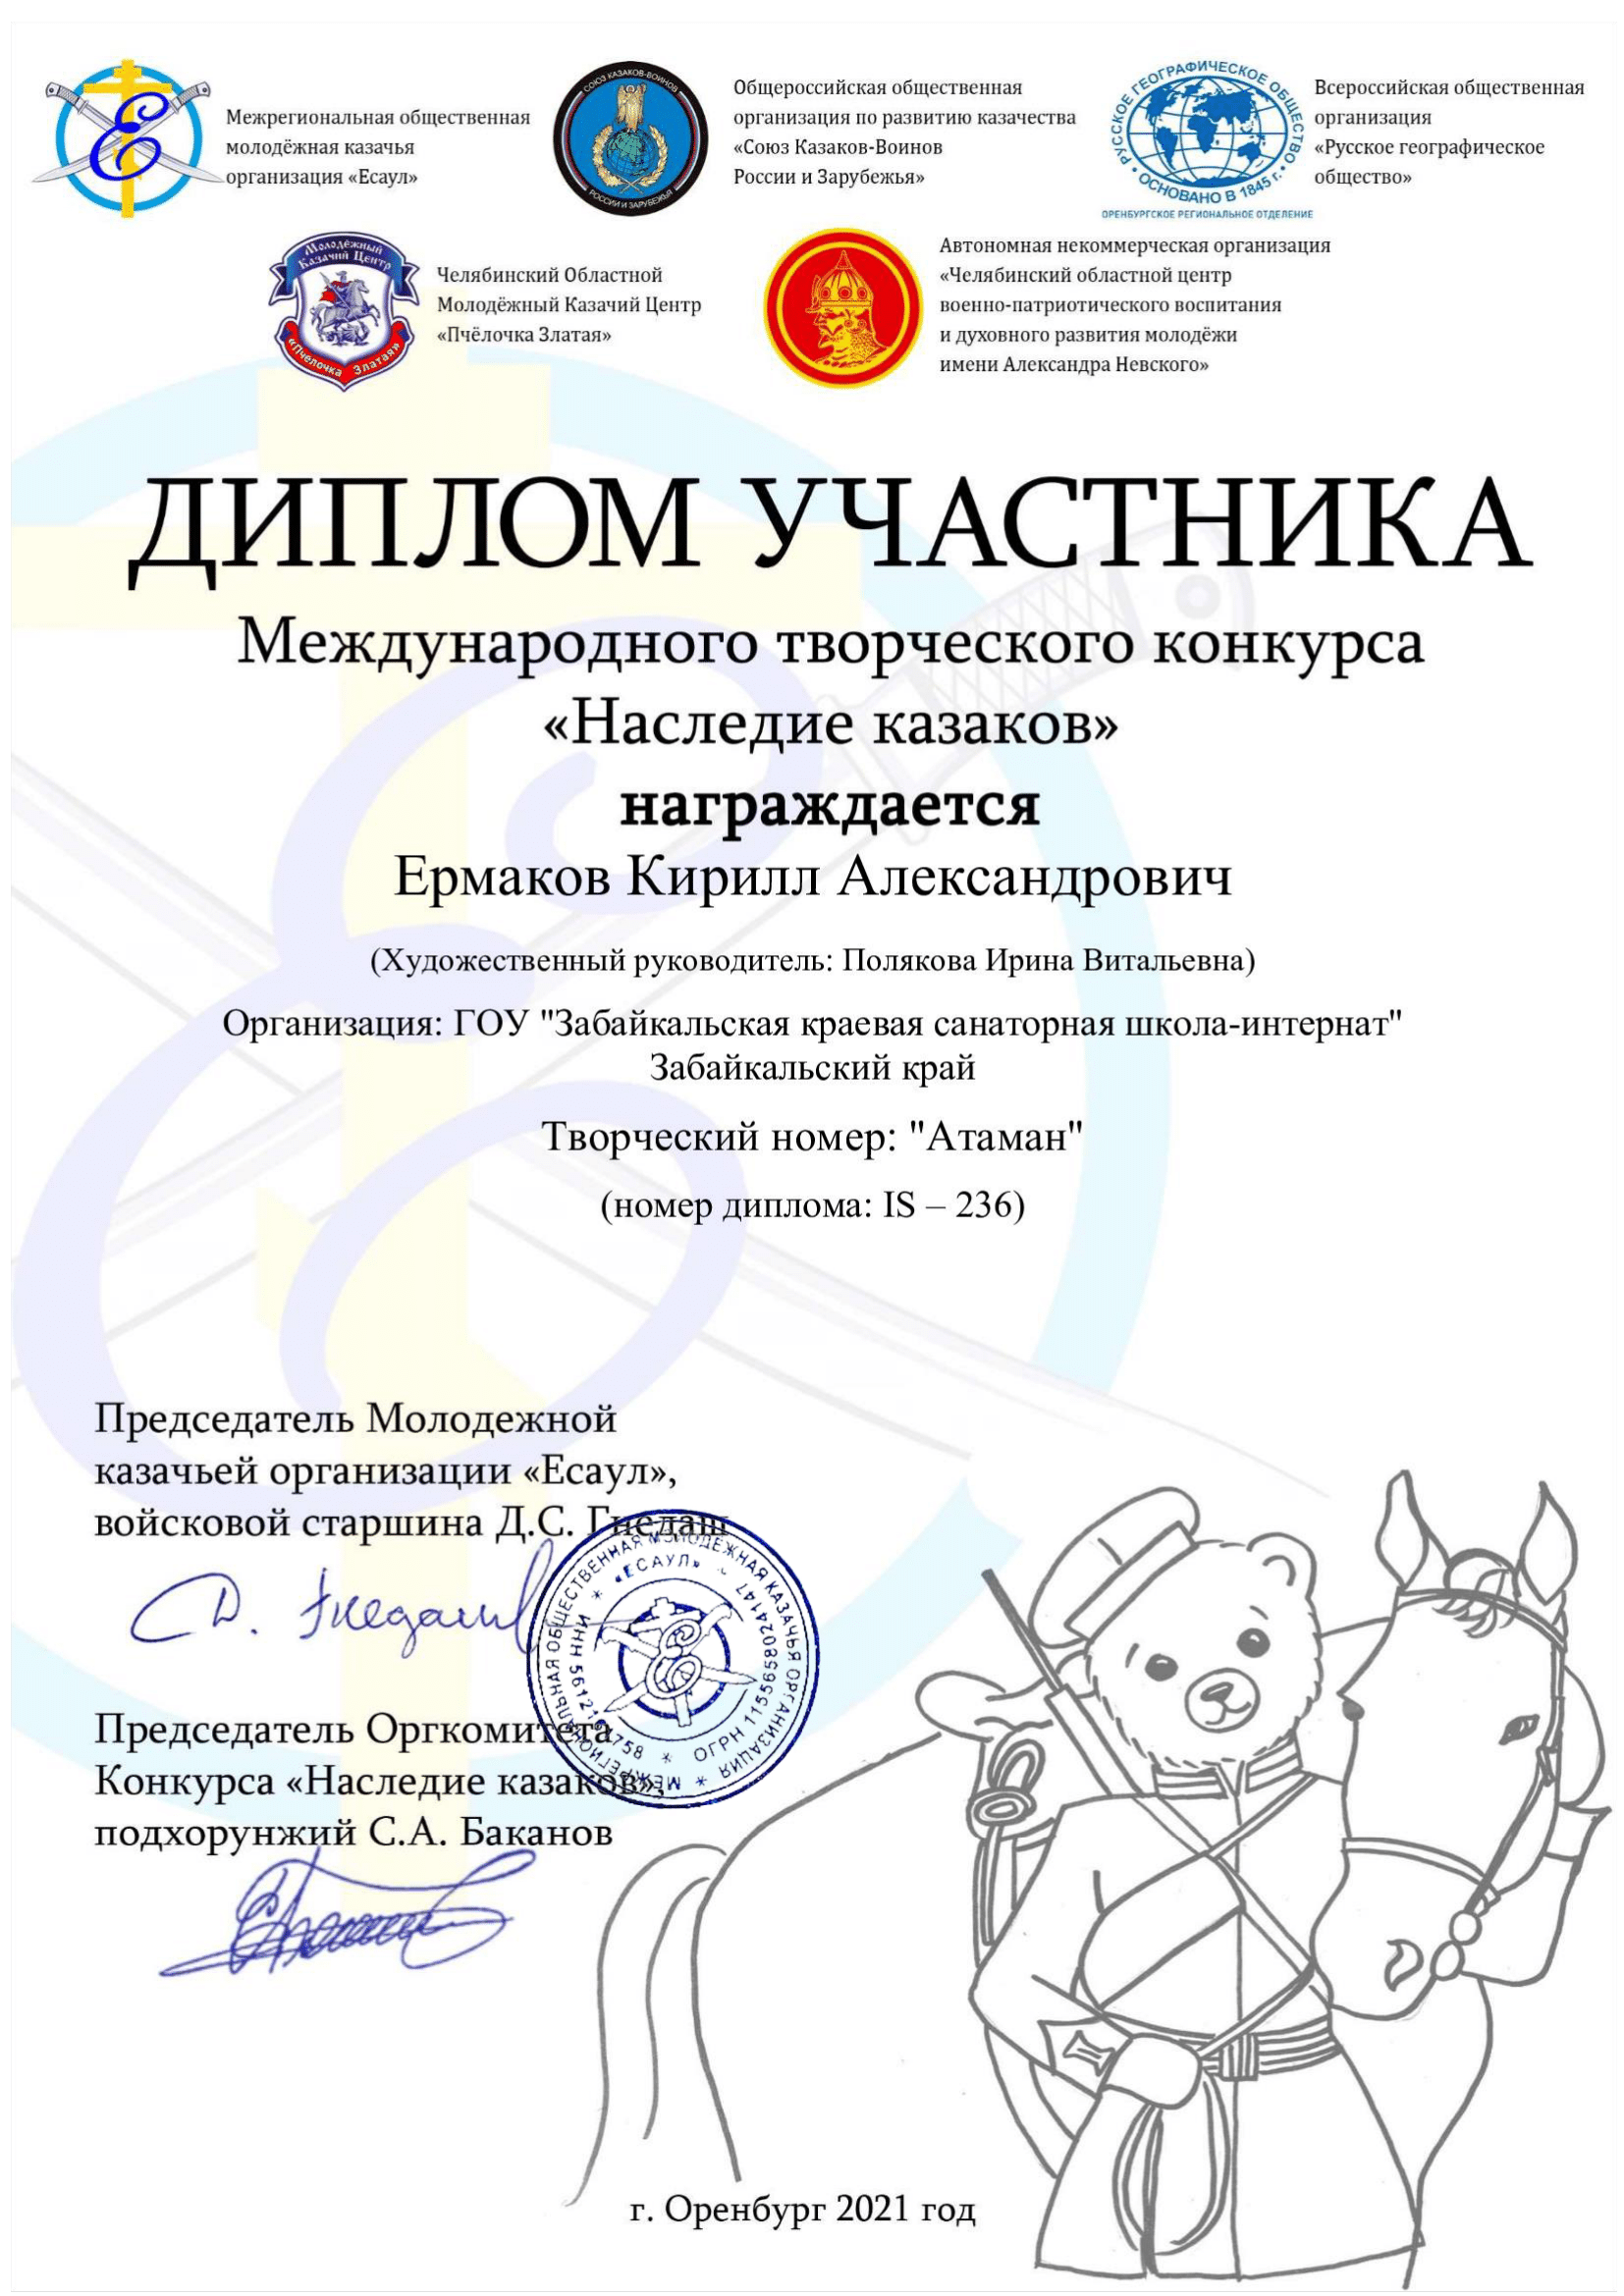 Межрегиональная общественная
молодёжная казачья
организация «Есаул»
СОЮЗ КАЗАКОВ-ВОИНОВ
РОССИИ И ЗАРУБЕЖЬЯ
Общероссийская общественная
организация по развитию казачества
«Союз Казаков-Воинов
России и Зарубежья»
РУССКОЕ ГЕОГРАФИЧЕСКОЕ ОБЩЕСТВО
ОСНОВАНО В 1845 г.
ОРЕНБУРГСКОЕ РЕГИОНАЛЬНОЕ ОТДЕЛЕНИЕ
Всероссийская общественная
организация
«Русское географическое
общество»
Молодёжный
Казачий Центр
«Пчёлочка Златая»
Челябинский Областной
Молодёжный Казачий Центр
«Пчёлочка Златая»
Автономная некоммерческая организация
«Челябинский областной центр
военно-патриотического воспитания
и духовного развития молодёжи
имени Александра Невского»
ДИПЛОМ УЧАСТНИКА
Международного творческого конкурса
«Наследие казаков»
награждается
Ермаков Кирилл Александрович
(Художественный руководитель: Полякова Ирина Витальевна)
Организация: ГОУ "Забайкальская краевая санаторная школа-интернат"
Забайкальский край
Творческий номер: "Атаман"
(номер диплома: IS – 236)
Председатель Молодежной
казачьей организации «Есаул»,
войсковой старшина Д.С. Гнедаш
Д. Гнедаш
МЕЖРЕГИОНАЛЬНАЯ ОБЩЕСТВЕННАЯ МОЛОДЕЖНАЯ КАЗАЧЬЯ ОРГАНИЗАЦИЯ
«ЕСАУЛ»
ОГРН 1155658021147
ИНН
Председатель Оргкомитета
Конкурса «Наследие казаков»,
подхорунжий С.А. Баканов
г. Оренбург 2021 год